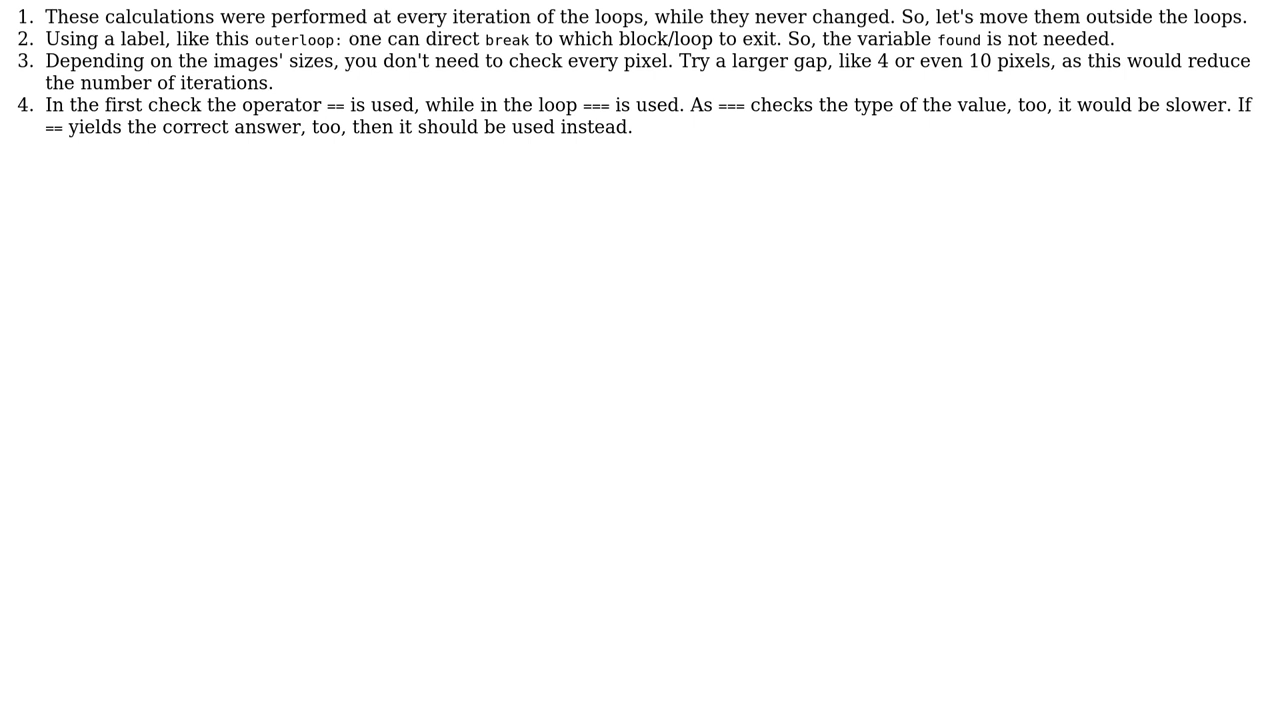 1. These calculations were performed at every iteration of the loops, while they never changed. So, let's move them outside the loops.
2. Using a label, like this outerloop: one can direct break to which block/loop to exit. So, the variable found is not needed.
3. Depending on the images' sizes, you don't need to check every pixel. Try a larger gap, like 4 or even 10 pixels, as this would reduce
the number of iterations.
4. In the first check the operator == is used, while in the loop === is used. As === checks the type of the value, too, it would be slower. If
== yields the correct answer, too, then it should be used instead.